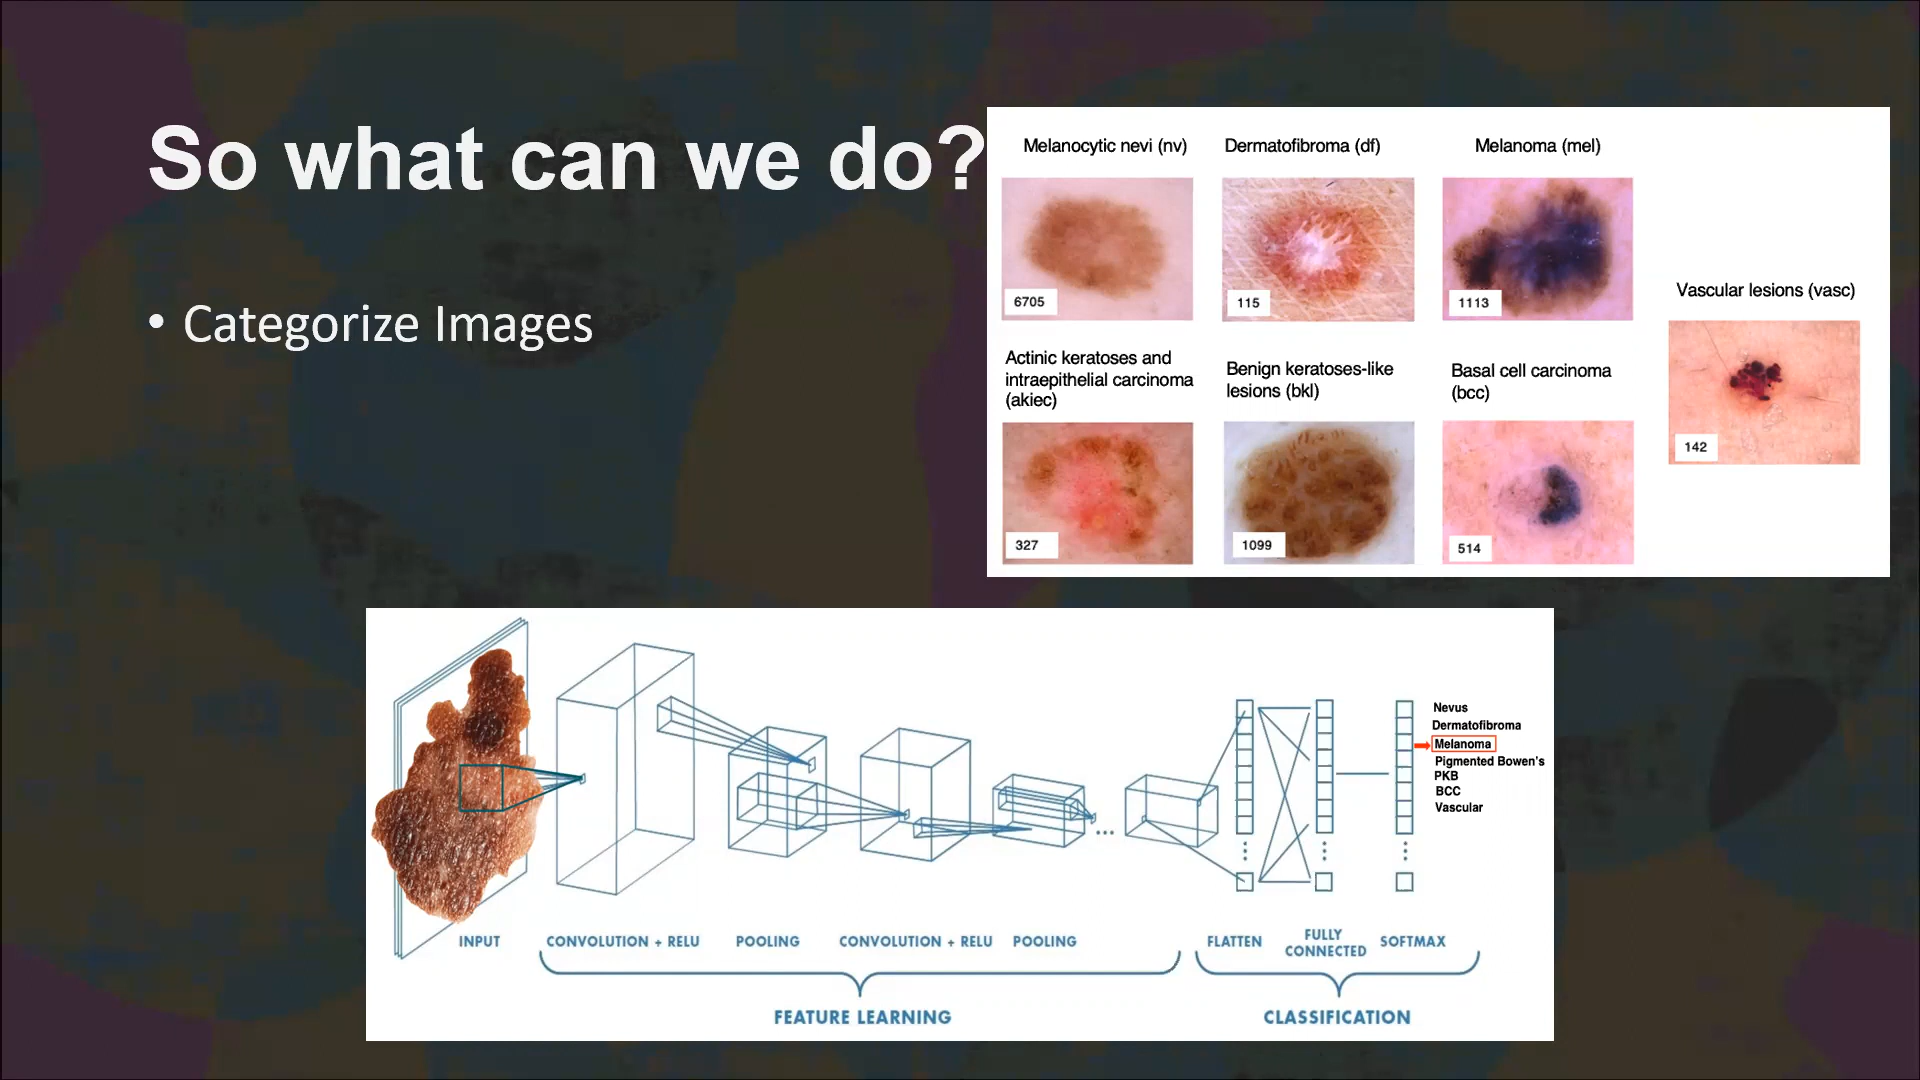 So what can we do?
• Categorize Images
Melanocytic nevi (nv)
6705
Dermatofibroma (df)
115
Melanoma (mel)
1113
Vascular lesions (vasc)
142
Actinic keratoses and
intraepithelial carcinoma
(akiec)
327
Benign keratoses-like
lesions (bkl)
1099
Basal cell carcinoma
(bcc)
514
Nevus
Dermatofibroma
Melanoma
Pigmented Bowen's
PKB
BCC
Vascular
INPUT
CONVOLUTION + RELU
POOLING
CONVOLUTION + RELU
POOLING
FLATTEN
FULLY
CONNECTED
SOFTMAX
FEATURE LEARNING
CLASSIFICATION